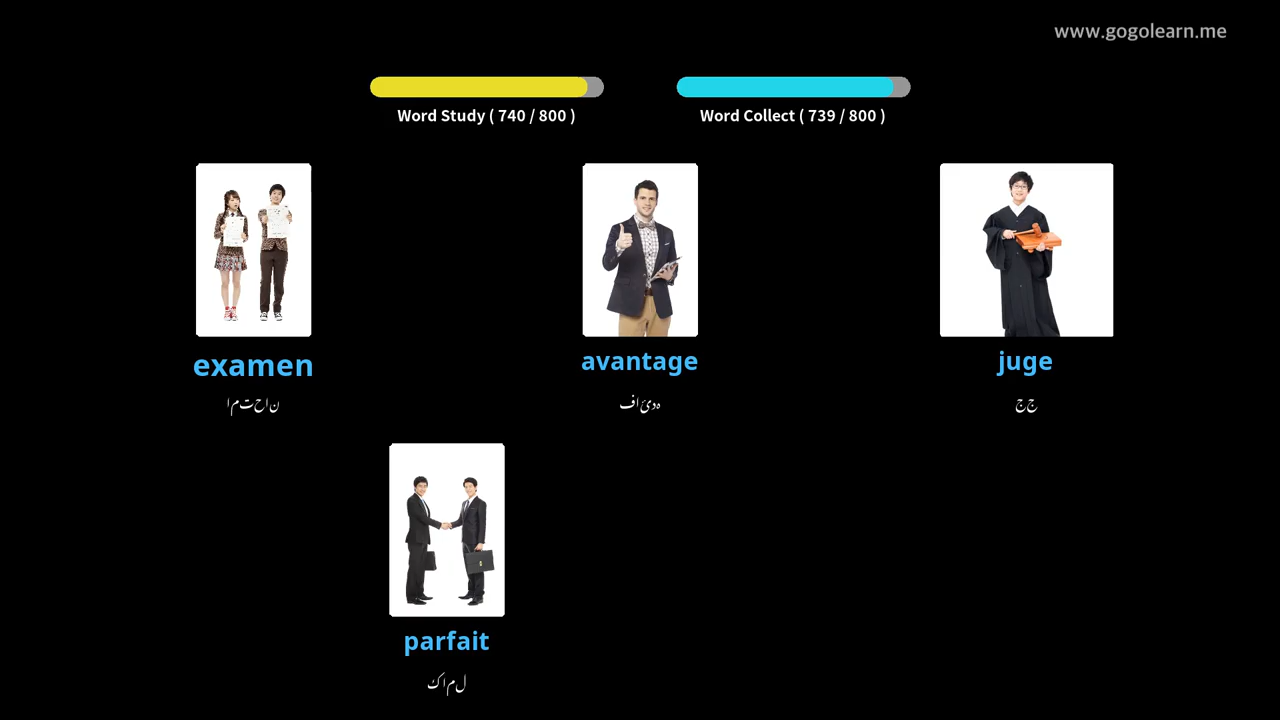 www.gogolearn.me
Word Study ( 740 / 800 )
Word Collect ( 739 / 800 )
examen
امتحان
avantage
فائدہ
juge
جج
parfait
کامل